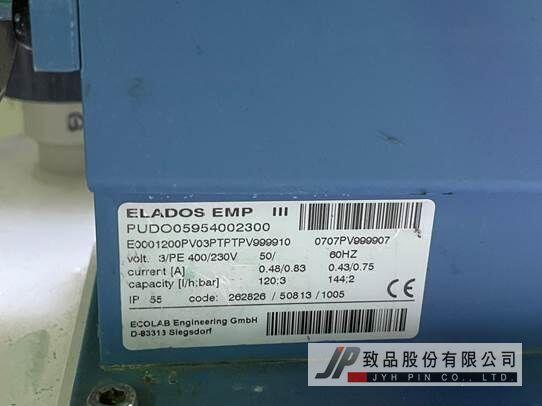 ELADOS EMP III
PUDO05954002300
E0001200PV03PTPTPV999910 0707PV999907
volt. 3/PE 400/230V 50/ 60HZ
current [A] 0.48/0.83 0.43/0.75
capacity [l/h;bar] 120;3 144;2
IP 55 code: 262826 / 50813 / 1005
CE
ECOLAB Engineering GmbH
D-83313 Siegsdorf
JP 致品股份有限公司
JYH PIN CO., LTD.